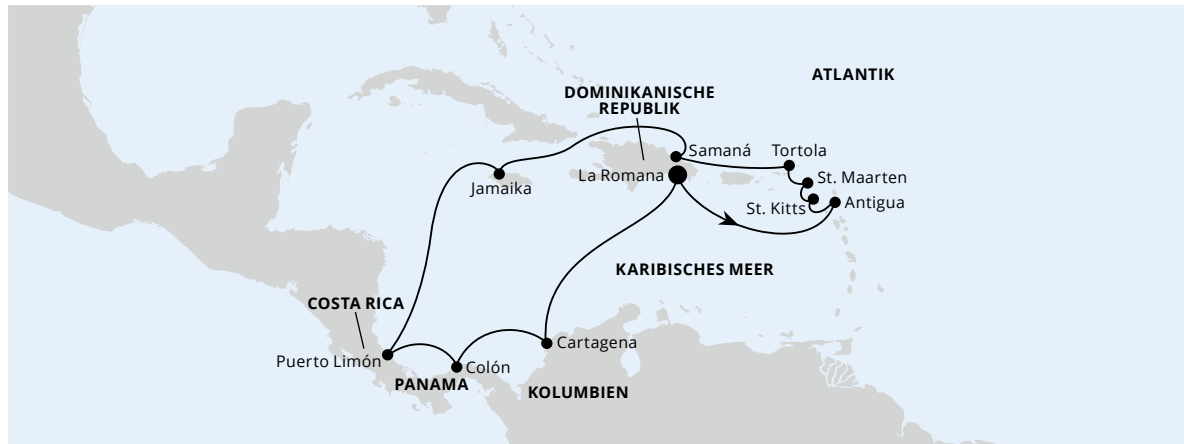 ATLANTIK
DOMINIKANISCHE
REPUBLIK
Samaná
Tortola
La Romana
St. Maarten
Jamaika
St. Kitts
Antigua
KARIBISCHES MEER
COSTA RICA
Cartagena
Puerto Limón
Colón
PANAMA
KOLUMBIEN